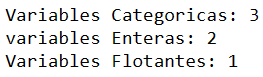 Variables Categoricas: 3
variables Enteras: 2
Variables Flotantes: 1